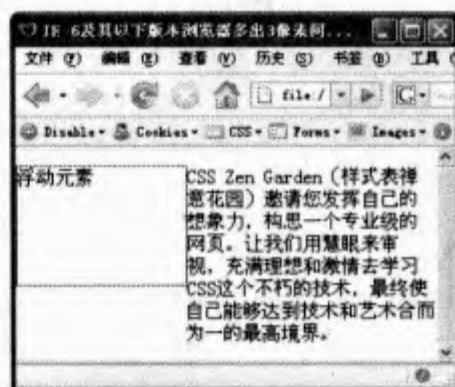 IE 6及其以下版本浏览器多出3像素问...
文件 (F) 编辑 (E) 查看 (V) 历史 (S) 书签 (B) 工具 (
file:/
Disable Cookies CSS Forms Images
浮动元素
CSS Zen Garden（样式表禅
意花园）邀请您发挥自己的
想象力，构思一个专业级的
网页。让我们用慧眼来审
视，充满理想和激情去学习
CSS这个不朽的技术，最终使
自己能够达到技术和艺术合而
为一的最高境界。